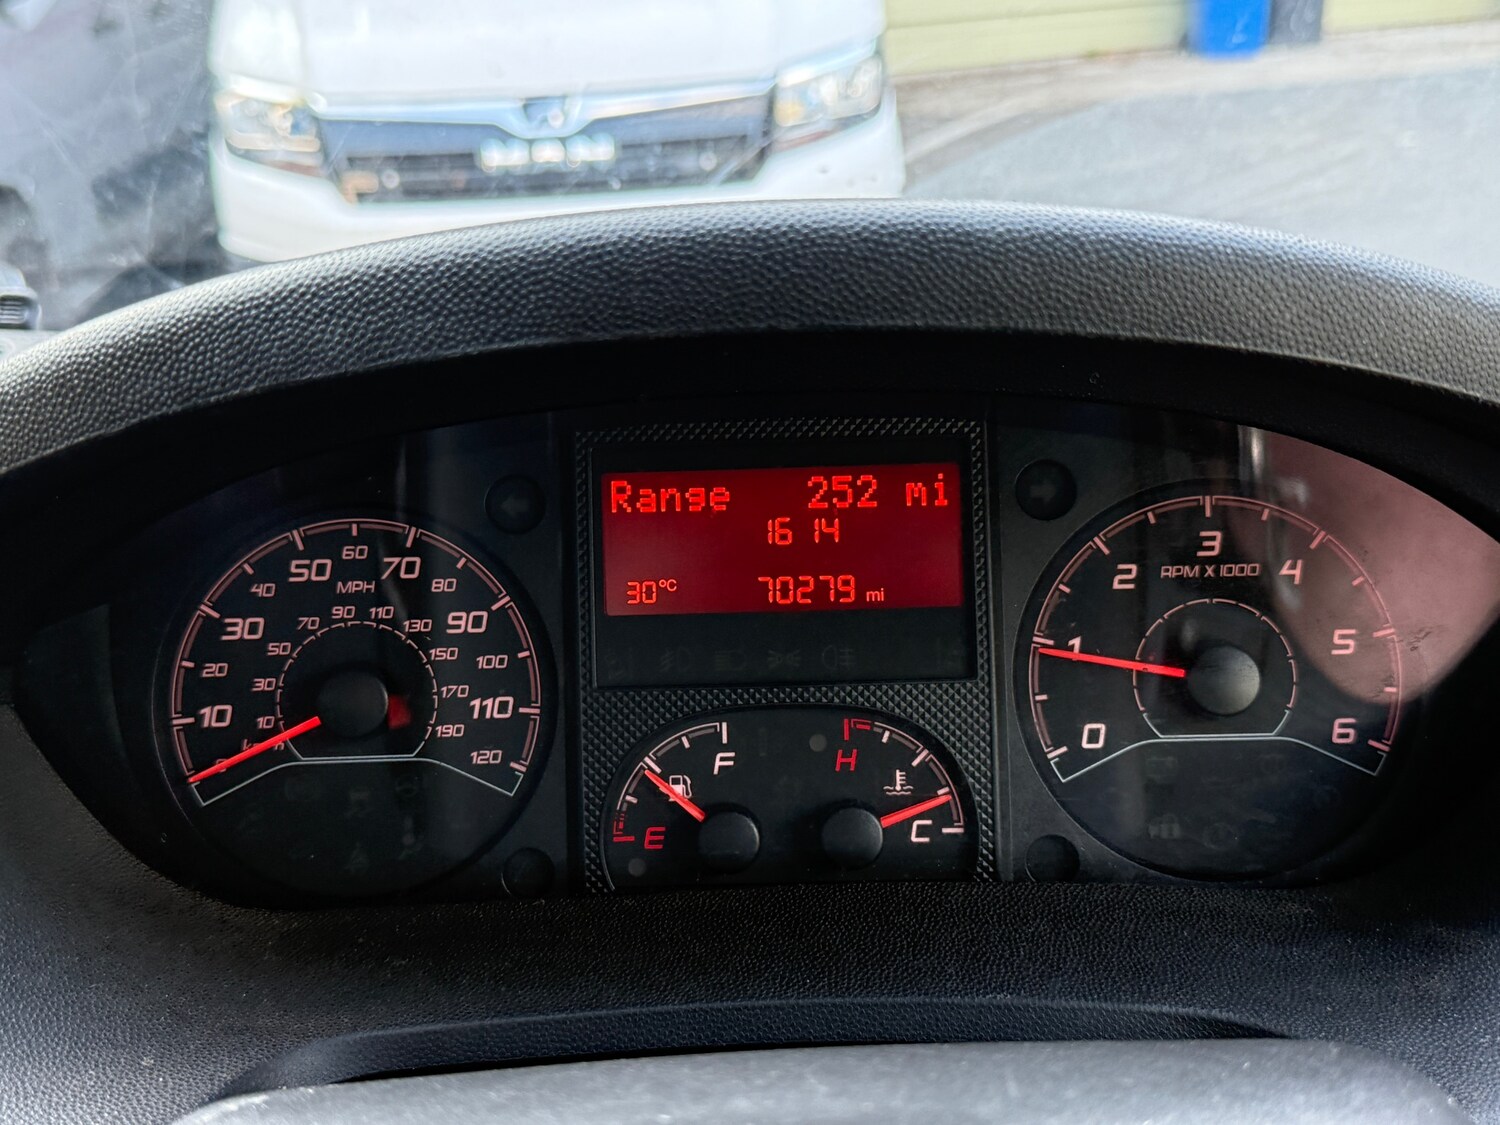 Range 252 mi
16 14
30°C 70279 mi
10 20 30 40 50 60 70 80 90 100 110 120
MPH
10 30 50 70 90 110 130 150 170 190
E F
H C
0 1 2 3 4 5 6
RPM X 1000